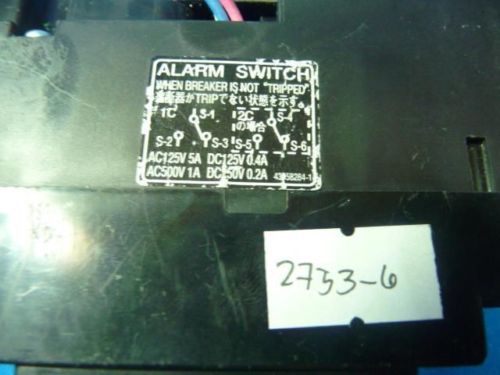 ALARM SWITCH
WHEN BREAKER IS NOT "TRIPPED"
遮断器がTRIPでない状態を示す。
1C S-1 2C S-4
の場合
S-2 S-3 S-5 S-6
AC125V 5A DC125V 0.4A
AC500V 1A DC250V 0.2A
2733-6